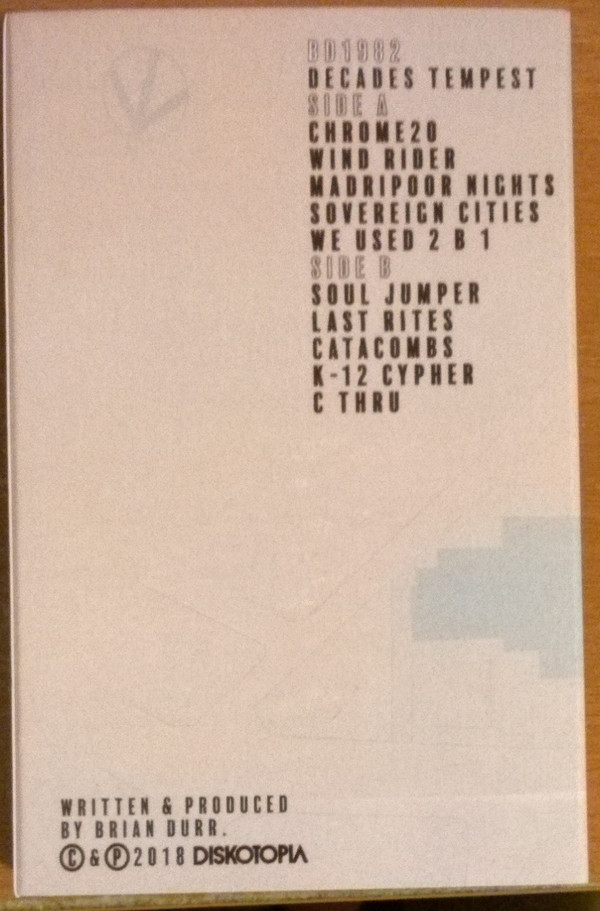 BD1982
DECADES TEMPEST
SIDE A
CHROME20
WIND RIDER
MADRIPOOR NIGHTS
SOVEREIGN CITIES
WE USED 2 B 1
SIDE B
SOUL JUMPER
LAST RITES
CATACOMBS
K-12 CYPHER
C THRU
WRITTEN & PRODUCED
BY BRIAN DURR.
Ⓒ & Ⓟ 2018 DISKOTOPIA